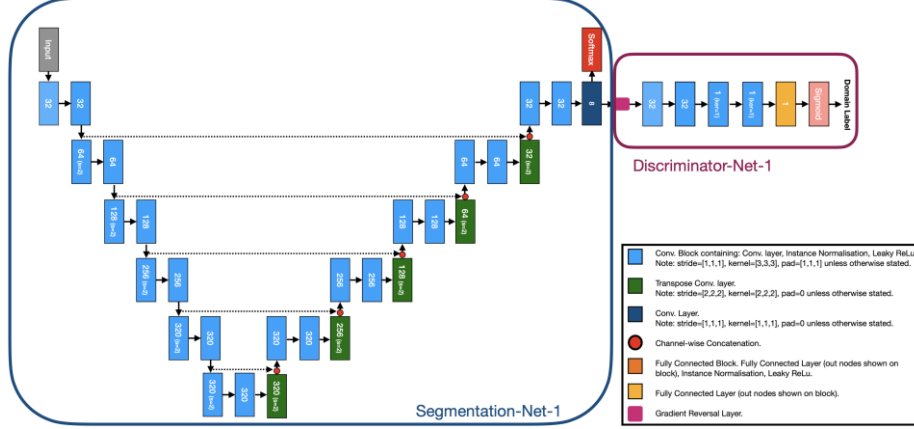 Input
32
32
64 (s=2)
64
128 (s=2)
128
256 (s=2)
256
320 (s=2)
320
320 (s=2)
320
320 (s=2)
320
320
256 (s=2)
256
256
128 (s=2)
128
128
64 (s=2)
64
64
32 (s=2)
32
32
8
Softmax
32
32
1 (ker=1)
1 (ker=1)
1
Sigmoid
Domain Label
Discriminator-Net-1
Segmentation-Net-1
Conv. Block containing: Conv. layer, Instance Normalisation, Leaky ReLu
Note: stride=[1,1,1], kernel=[3,3,3], pad=[1,1,1] unless otherwise stated.
Transpose Conv. layer.
Note: stride=[2,2,2], kernel=[2,2,2], pad=0 unless otherwise stated.
Conv. Layer.
Note: stride=[1,1,1], kernel=[1,1,1], pad=0 unless otherwise stated.
Channel-wise Concatenation.
Fully Connected Block. Fully Connected Layer (out nodes shown on
block), Instance Normalisation, Leaky ReLu.
Fully Connected Layer (out nodes shown on block).
Gradient Reversal Layer.